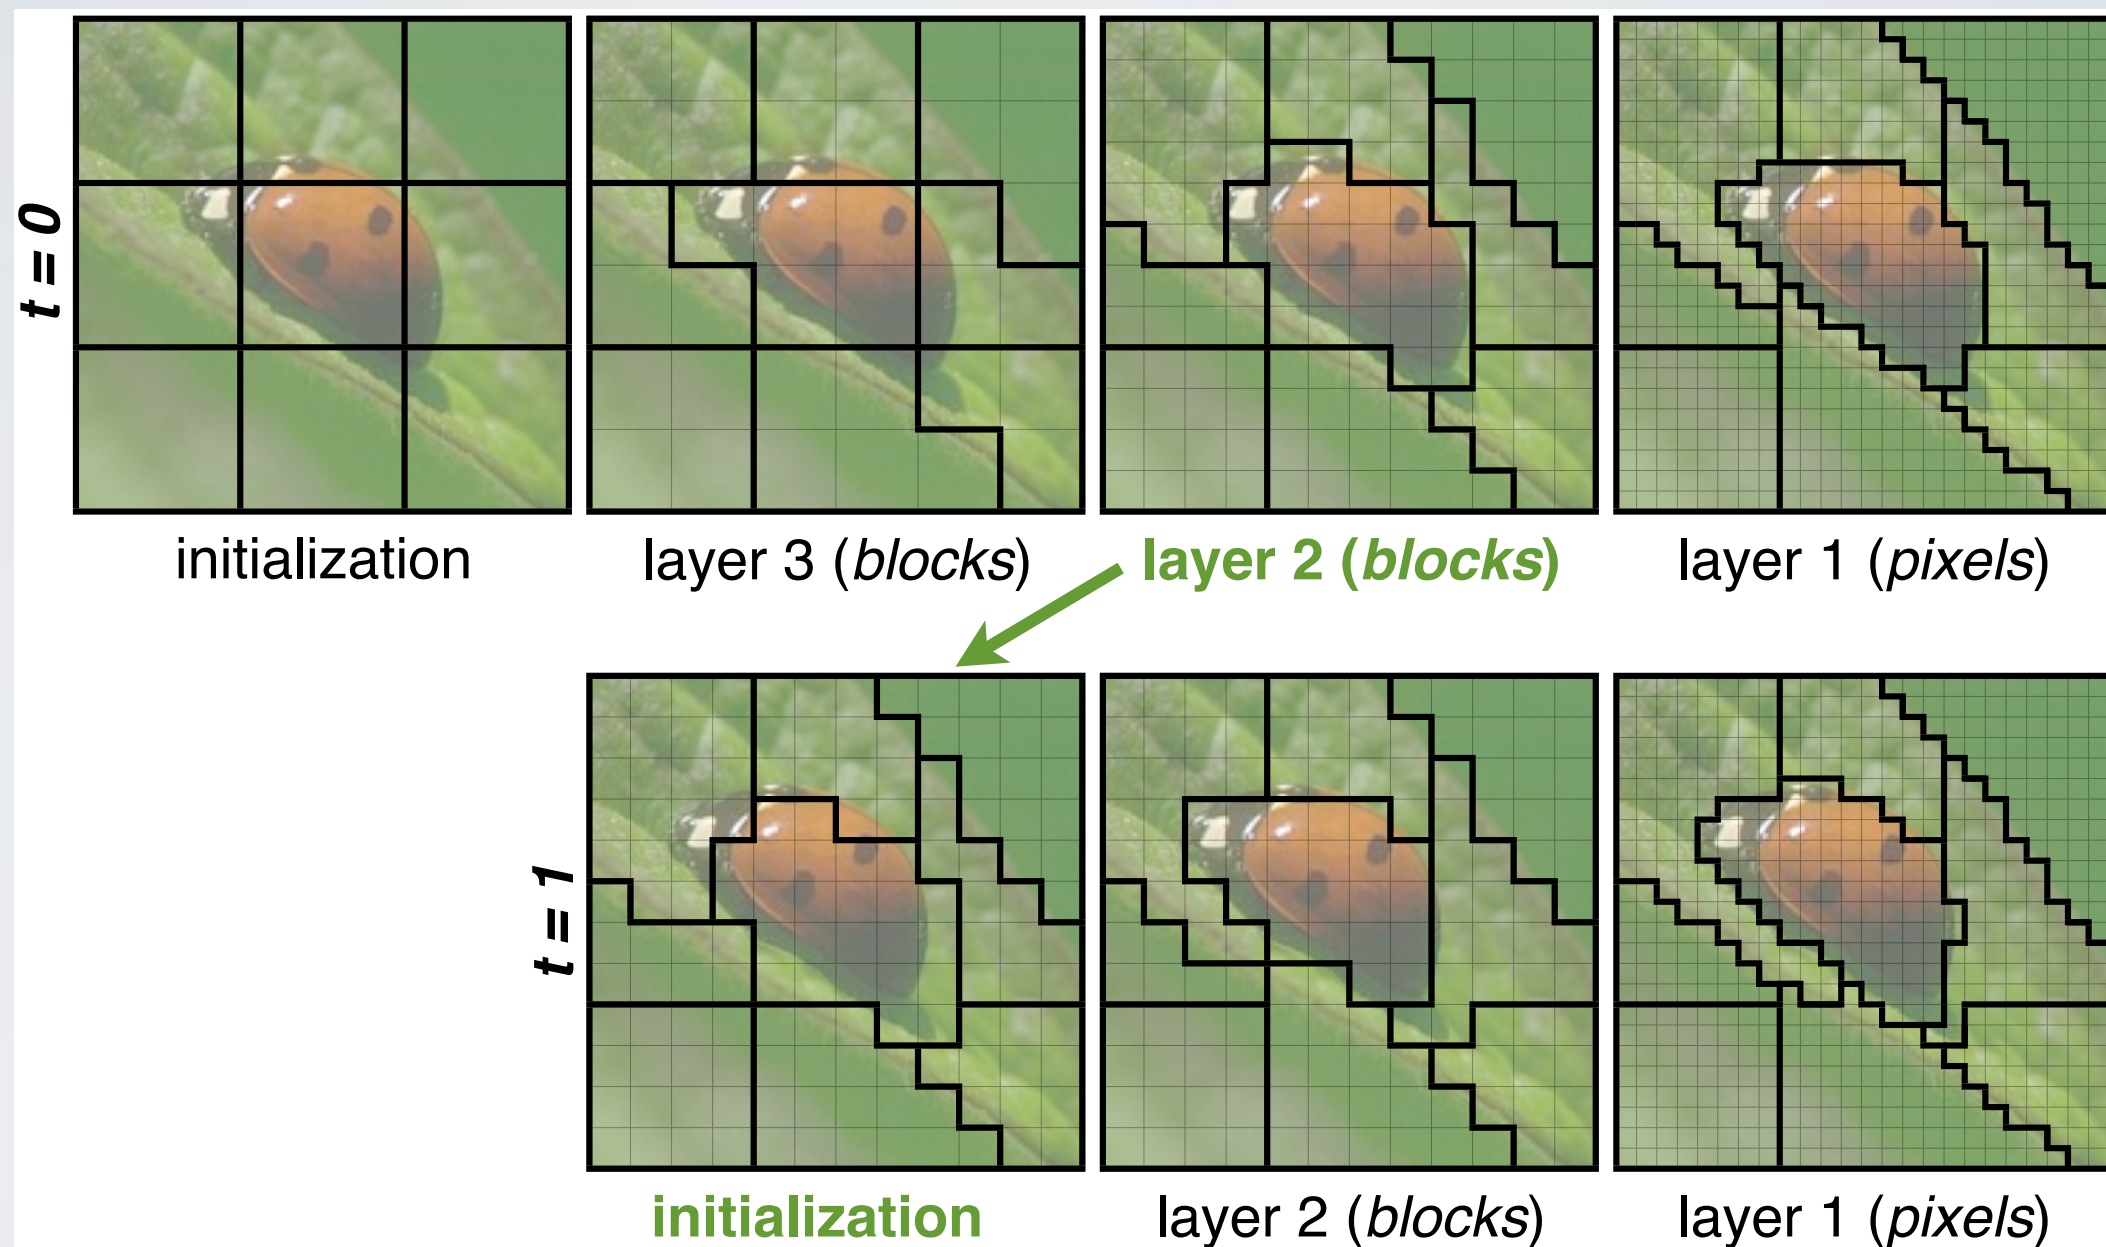 t = 0
initialization
layer 3 (blocks)
layer 2 (blocks)
layer 1 (pixels)
t = 1
initialization
layer 2 (blocks)
layer 1 (pixels)